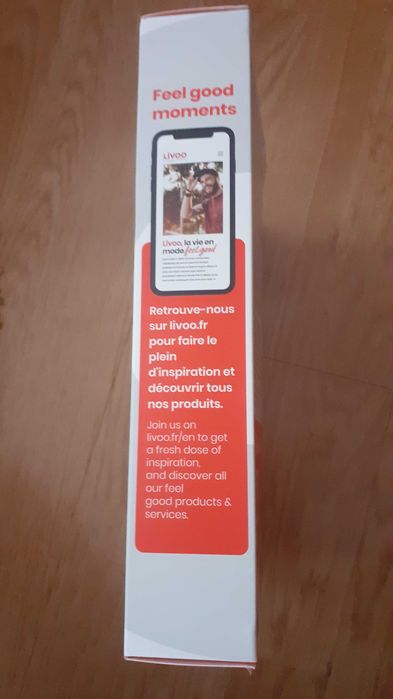 Feel good
moments
Livoo
Livoo, la vie en
mode feel good
Retrouve-nous
sur livoo.fr
pour faire le
plein
d'inspiration et
découvrir tous
nos produits.
Join us on
livoo.fr/en to get
a fresh dose of
inspiration,
and discover all
our feel
good products &
services.